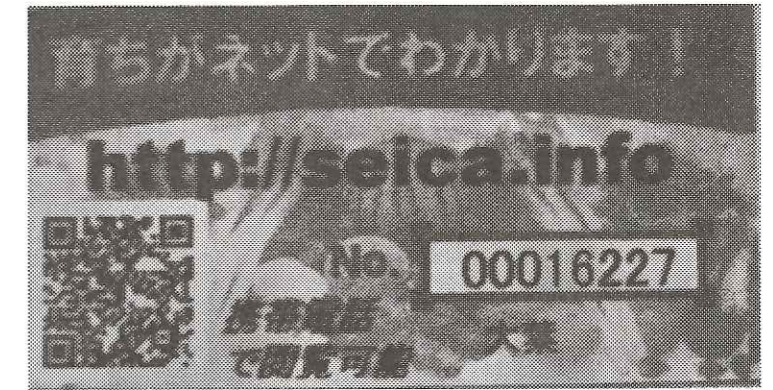 育ちがネットでわかります!
http://seica.info
No. 00016227
携帯電話
で閲覧可能
大葉